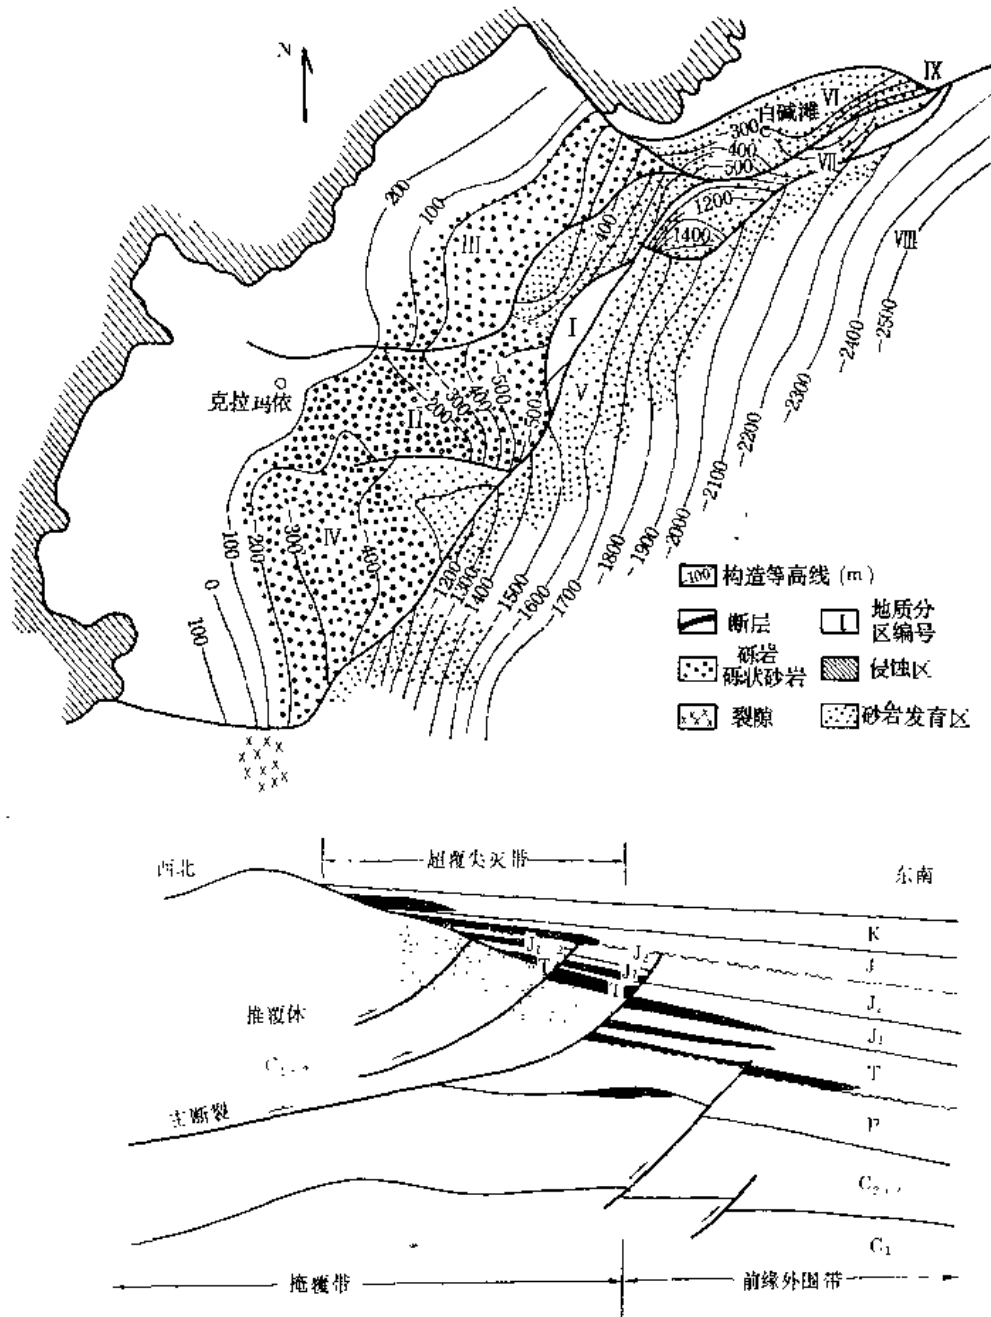 N
IX
VI
白碱滩
-300
-400
-500
VII
200
100
1200
1400
400
III
VIII
I
-2500
-2400
-500
-400
-300
-200
克拉玛依
II
500
V
-2300
-2200
-2100
-2000
-1900
-1800
IV
400
-300
-200
-100
0
100
-1200
-1300
-1400
-1500
-1600
-1700
100 构造等高线 (m)
断层
I 地质分
区编号
砾岩
砾状砂岩
侵蚀区
裂隙
砂岩发育区
西北
超覆尖灭带
东南
K
J
J₂
J₁
T
T
T
J₂
J₁
推覆体
主断裂
P
C₁
掩覆带
前缘外围带